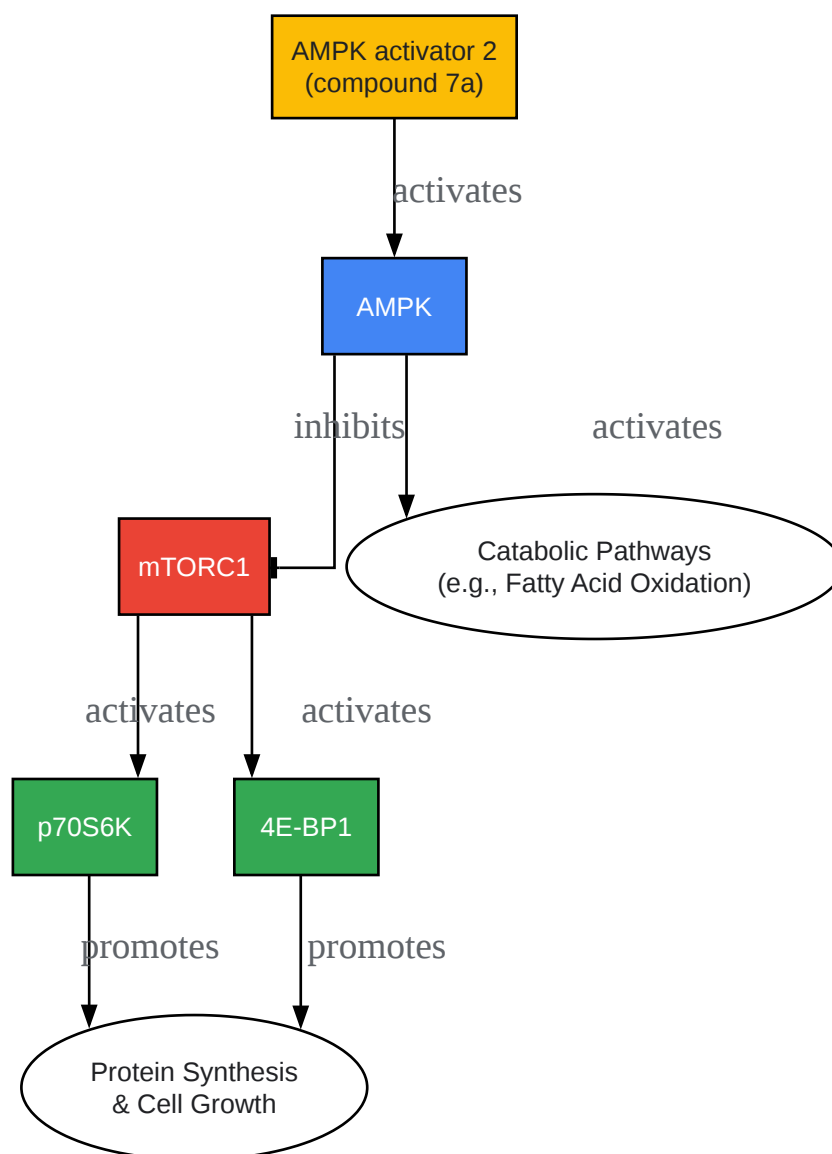 AMPK activator 2
(compound 7a)
activates
AMPK
inhibits
activates
mTORC1
Catabolic Pathways
(e.g., Fatty Acid Oxidation)
activates
activates
p70S6K
4E-BP1
promotes
promotes
Protein Synthesis
& Cell Growth